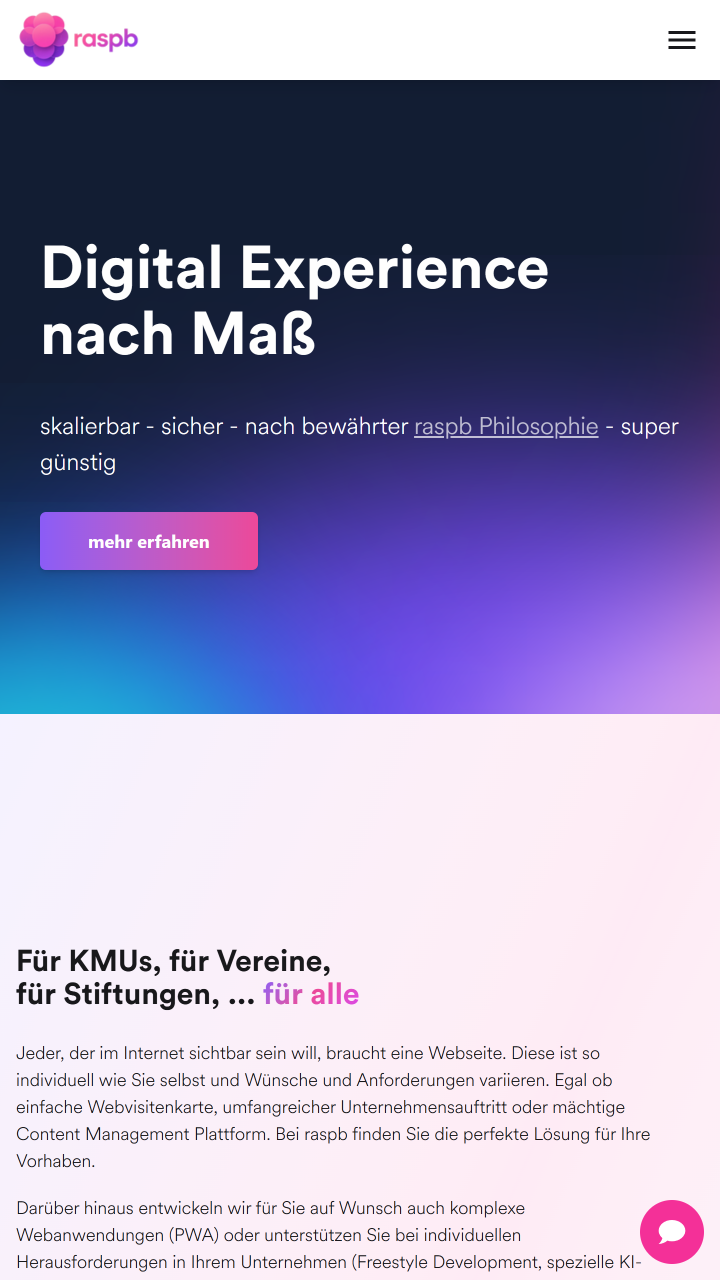 raspb
Digital Experience
nach Maß
skalierbar - sicher - nach bewährter raspb Philosophie - super
günstig
mehr erfahren
Für KMUs, für Vereine,
für Stiftungen, ... für alle
Jeder, der im Internet sichtbar sein will, braucht eine Webseite. Diese ist so
individuell wie Sie selbst und Wünsche und Anforderungen variieren. Egal ob
einfache Webvisitenkarte, umfangreicher Unternehmensauftritt oder mächtige
Content Management Plattform. Bei raspb finden Sie die perfekte Lösung für Ihre
Vorhaben.
Darüber hinaus entwickeln wir für Sie auf Wunsch auch komplexe
Webanwendungen (PWA) oder unterstützen Sie bei individuellen
Herausforderungen in Ihrem Unternehmen (Freestyle Development, spezielle KI-